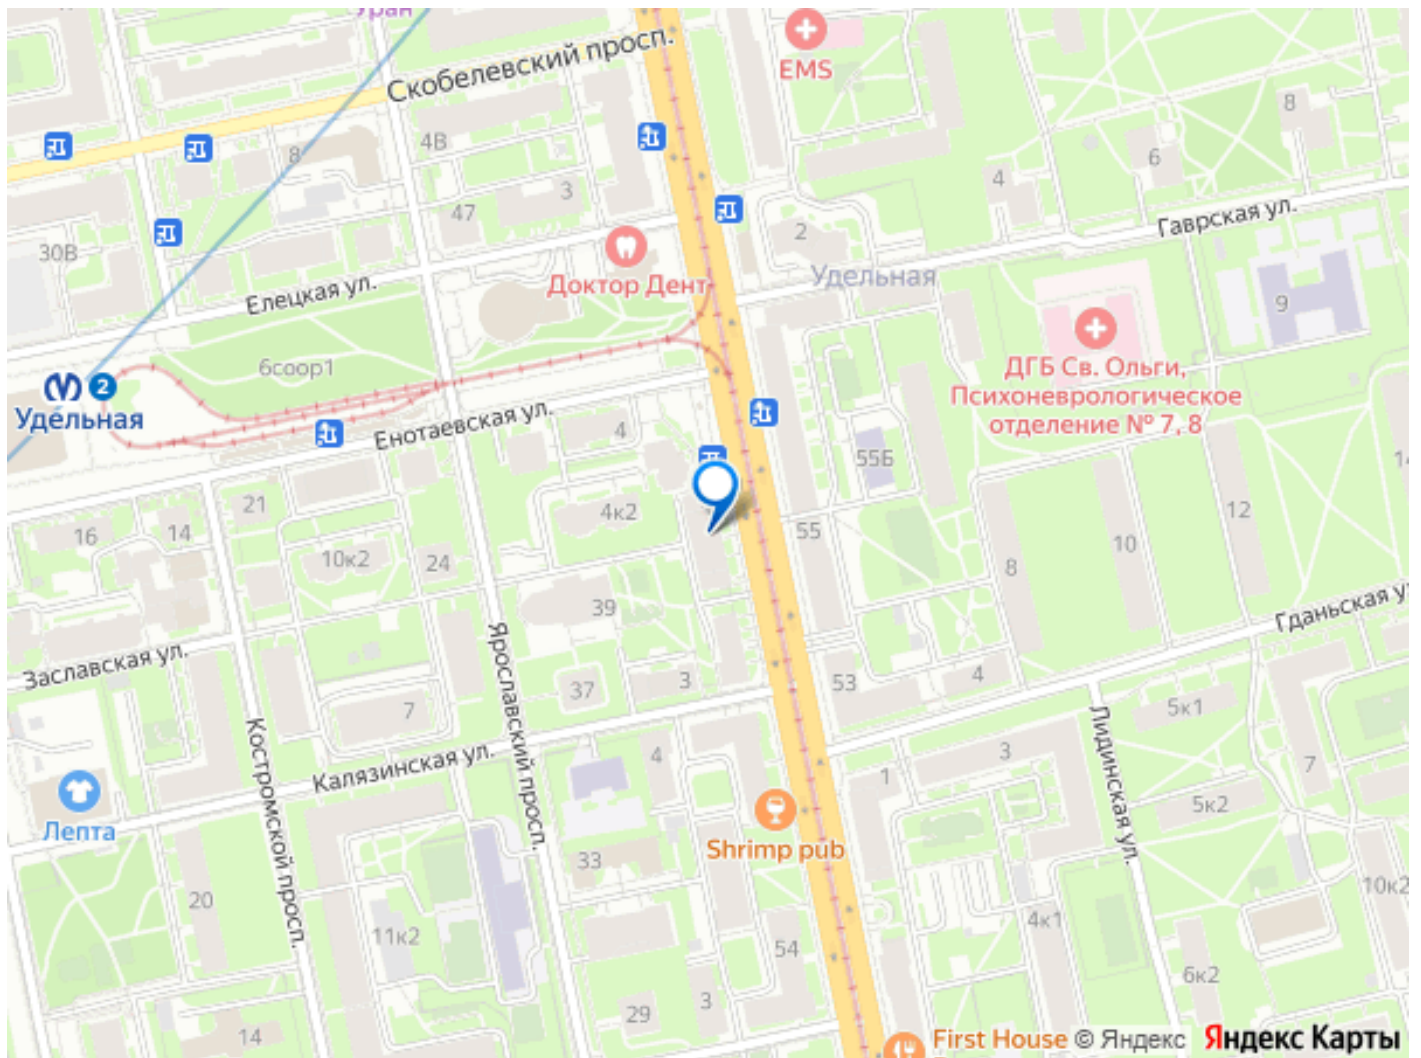 Уран
EMS
Скобелевский просп.
8
4В
8
6
3
4
47
Гаврская ул.
2
30В
Удельная
Доктор Дент
Елецкая ул.
9
6соор1
ДГБ Св. Ольги,
Психоневрологическое
отделение № 7, 8
2
Удельная
Енотаевская ул.
4
55Б
21
4к2
12
16
14
55
10
10к2
24
8
39
Гданьская у
Заславская ул.
Ярославский просп.
37
3
53
4
7
5к1
Костромской просп.
Калязинская ул.
4
3
Лидинская ул.
7
1
5к2
Лепта
Shrimp pub
33
20
10к2
11к2
4к1
54
6к2
29
3
14
First House © Яндекс Яндекс Карты